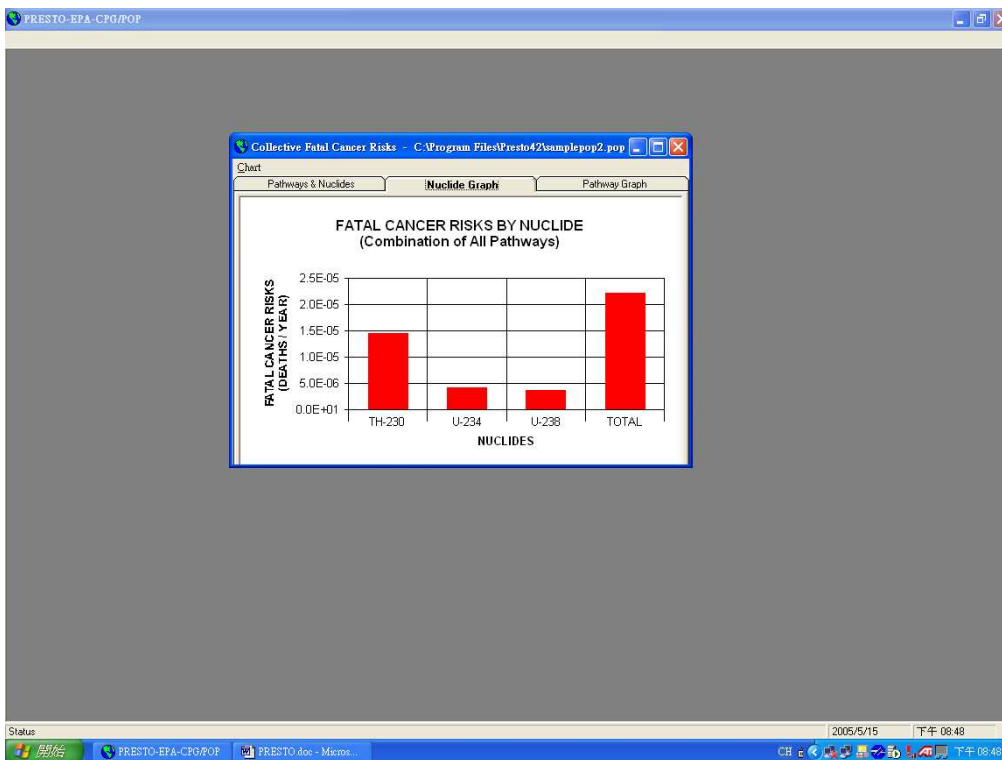 PRESTO-EPA-CPG/POP
Collective Fatal Cancer Risks - C:\Program Files\Presto42\samplepop2.pop
Chart
Pathways & Nuclides Nuclide Graph Pathway Graph
FATAL CANCER RISKS BY NUCLIDE
(Combination of All Pathways)
FATAL CANCER RISKS
(DEATHS / YEAR)
2.5E-05
2.0E-05
1.5E-05
1.0E-05
5.0E-06
0.0E+01
TH-230 U-234 U-238 TOTAL
NUCLIDES
Status 2005/5/15 下午 08:48
開始 PRESTO-EPA-CPG/POP PRESTO.doc - Micros... CH 下午 08:48